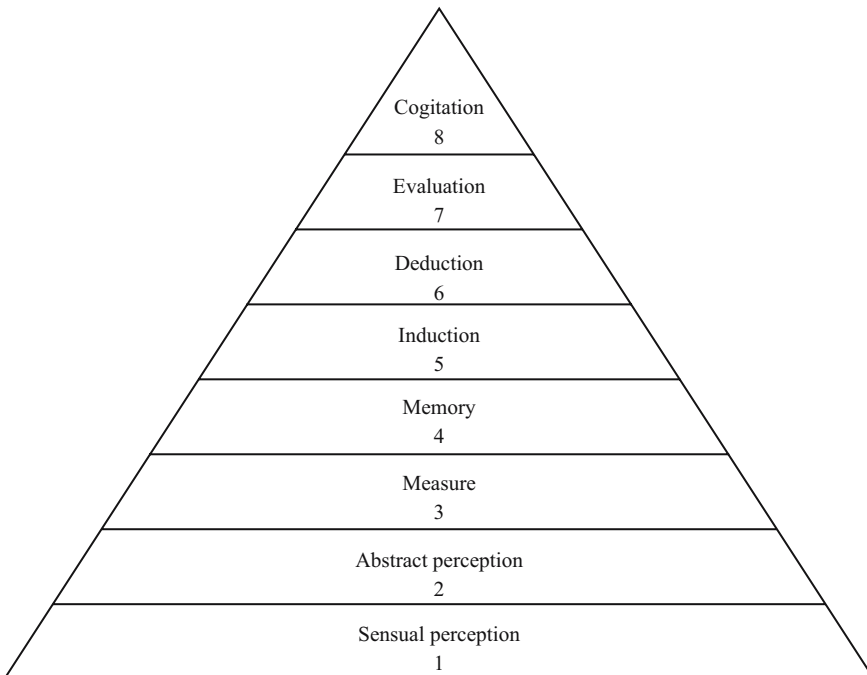 Cogitation
8
Evaluation
7
Deduction
6
Induction
5
Memory
4
Measure
3
Abstract perception
2
Sensual perception
1